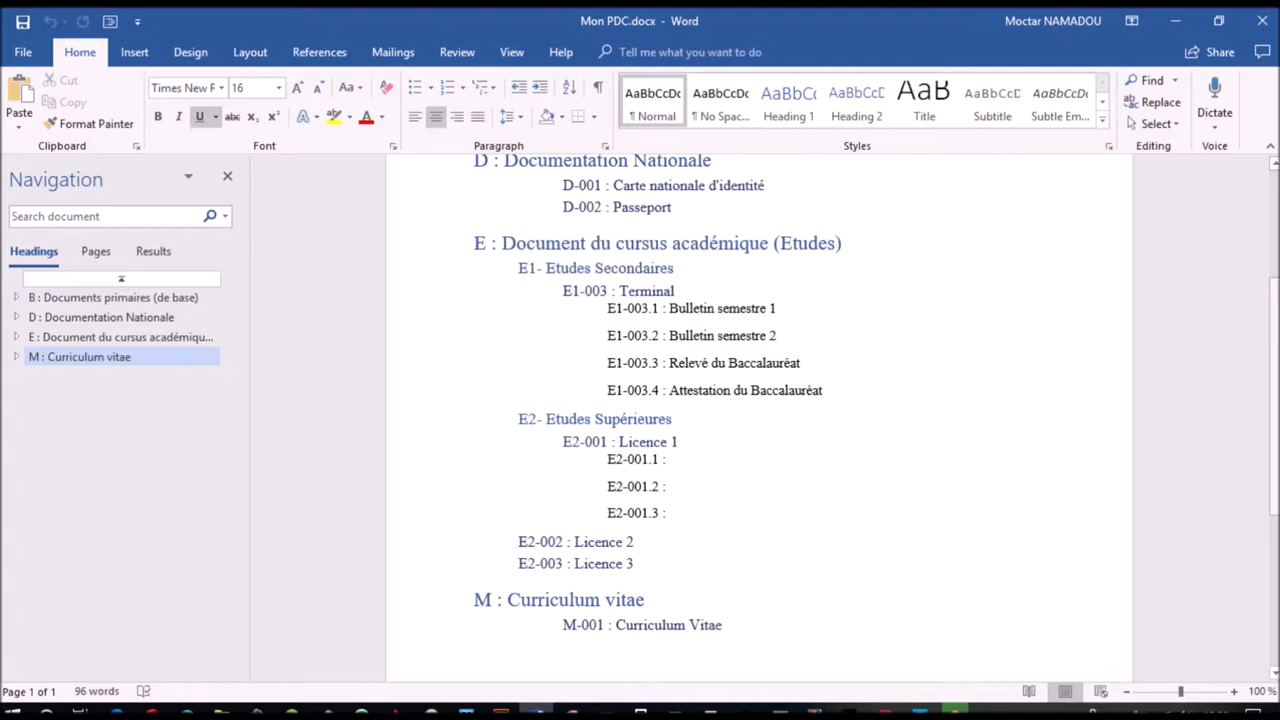 Mon PDC.docx - Word
Moctar NAMADOU
File Home Insert Design Layout References Mailings Review View Help Tell me what you want to do Share
Paste
Cut
Copy
Format Painter
Clipboard
Times New F 16
Font
Paragraph
AaBbCcDc AaBbCcDc AaBbCc AaBbCcD AaB AaBbCcD AaBbCcDc
¶ Normal ¶ No Spac... Heading 1 Heading 2 Title Subtitle Subtle Em...
Styles
Find
Replace
Select
Editing
Dictate
Voice
Navigation
Search document
Headings Pages Results
B : Documents primaires (de base)
D : Documentation Nationale
E : Document du cursus académiqu...
M : Curriculum vitae
D : Documentation Nationale
D-001 : Carte nationale d'identité
D-002 : Passeport
E : Document du cursus académique (Etudes)
E1- Etudes Secondaires
E1-003 : Terminal
E1-003.1 : Bulletin semestre 1
E1-003.2 : Bulletin semestre 2
E1-003.3 : Relevé du Baccalauréat
E1-003.4 : Attestation du Baccalauréat
E2- Etudes Supérieures
E2-001 : Licence 1
E2-001.1 :
E2-001.2 :
E2-001.3 :
E2-002 : Licence 2
E2-003 : Licence 3
M : Curriculum vitae
M-001 : Curriculum Vitae
Page 1 of 1 96 words
100 %